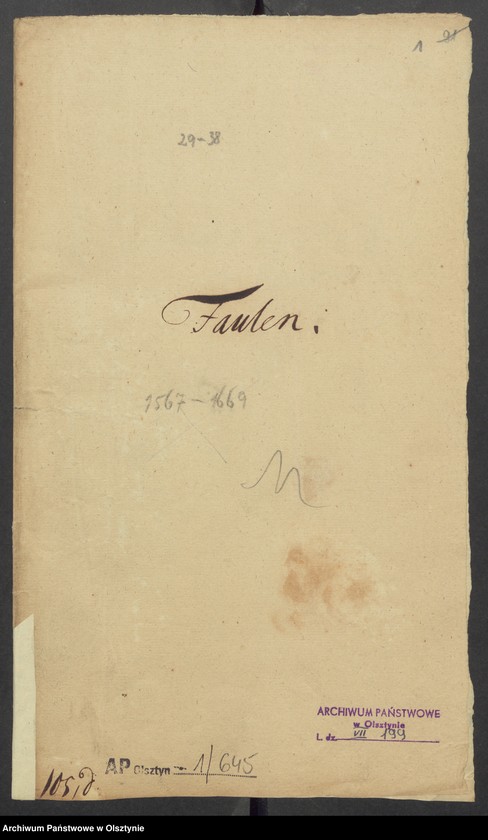 1 91
29-38
Faulen.
1567-1669
ARCHIWUM PAŃSTWOWE
w Olsztynie
L. dz. VII 199
AP Olsztyn 1/645
105,d
Archiwum Państwowe w Olsztynie